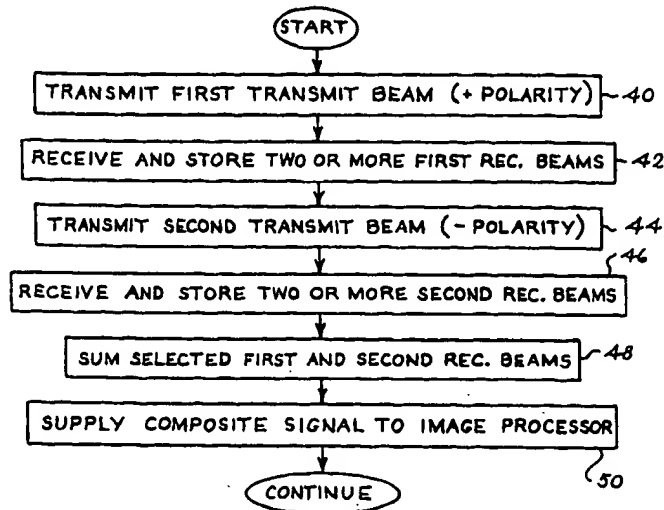 START
TRANSMIT FIRST TRANSMIT BEAM (+ POLARITY) 40
RECEIVE AND STORE TWO OR MORE FIRST REC. BEAMS 42
TRANSMIT SECOND TRANSMIT BEAM (- POLARITY) 44
46
RECEIVE AND STORE TWO OR MORE SECOND REC. BEAMS
SUM SELECTED FIRST AND SECOND REC. BEAMS 48
SUPPLY COMPOSITE SIGNAL TO IMAGE PROCESSOR
50
CONTINUE